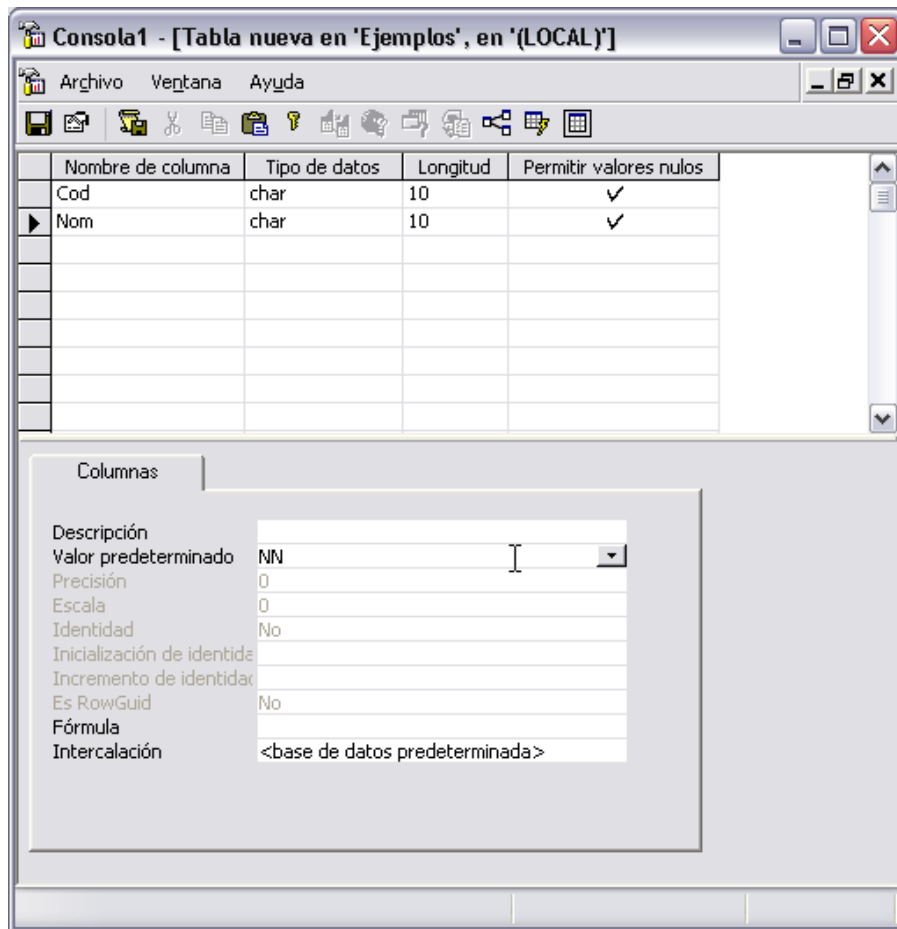 Consola1 - [Tabla nueva en 'Ejemplos', en '(LOCAL)']
Archivo Ventana Ayuda
Nombre de columna Tipo de datos Longitud Permitir valores nulos
Cod char 10
Nom char 10
Columnas
Descripción
Valor predeterminado NN
Precisión 0
Escala 0
Identidad No
Inicialización de identida
Incremento de identidad
Es RowGuid No
Fórmula
Intercalación <base de datos predeterminada>